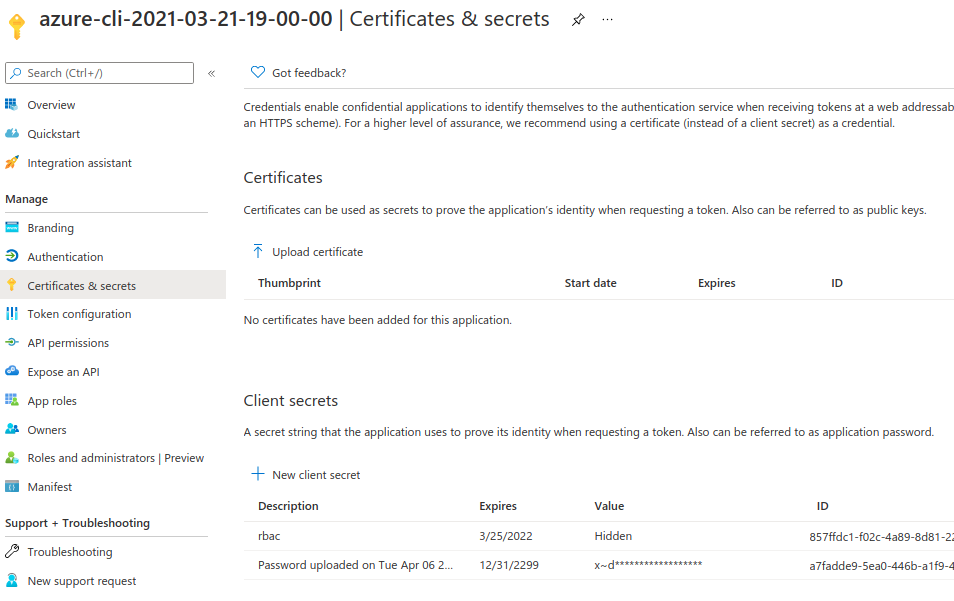 azure-cli-2021-03-21-19-00-00 | Certificates & secrets
Search (Ctrl+/)
«
Overview
Quickstart
Integration assistant
Manage
Branding
Authentication
Certificates & secrets
Token configuration
API permissions
Expose an API
App roles
Owners
Roles and administrators | Preview
Manifest
Support + Troubleshooting
Troubleshooting
New support request
Got feedback?
Credentials enable confidential applications to identify themselves to the authentication service when receiving tokens at a web addressab
an HTTPS scheme). For a higher level of assurance, we recommend using a certificate (instead of a client secret) as a credential.
Certificates
Certificates can be used as secrets to prove the application's identity when requesting a token. Also can be referred to as public keys.
Upload certificate
Thumbprint Start date Expires ID
No certificates have been added for this application.
Client secrets
A secret string that the application uses to prove its identity when requesting a token. Also can be referred to as application password.
New client secret
Description Expires Value ID
rbac 3/25/2022 Hidden 857ffdc1-f02c-4a89-8d81-22
Password uploaded on Tue Apr 06 2... 12/31/2299 x~d****************** a7fadde9-5ea0-446b-a1f9-4